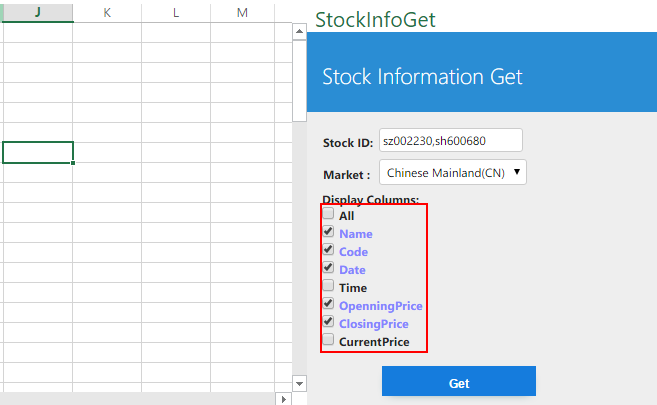 J K L M
StockInfoGet
Stock Information Get
Stock ID: sz002230,sh600680
Market : Chinese Mainland(CN)
Display Columns:
All
Name
Code
Date
Time
OpenningPrice
ClosingPrice
CurrentPrice
Get